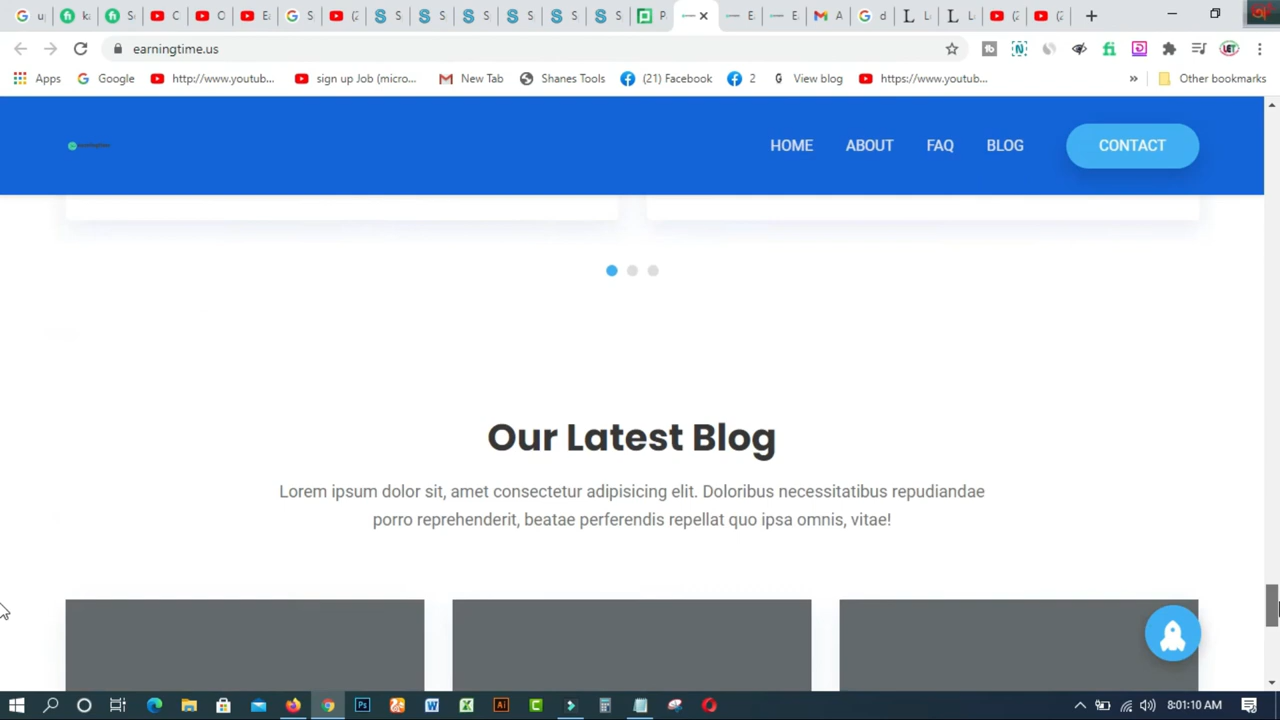 earningtime.us
Apps
Google
http://www.youtub...
sign up Job (micro...
New Tab
Shanes Tools
(21) Facebook
2
View blog
https://www.youtub...
»
Other bookmarks
HOME
ABOUT
FAQ
BLOG
CONTACT
Our Latest Blog
Lorem ipsum dolor sit, amet consectetur adipisicing elit. Doloribus necessitatibus repudiandae
porro reprehenderit, beatae perferendis repellat quo ipsa omnis, vitae!
8:01:10 AM